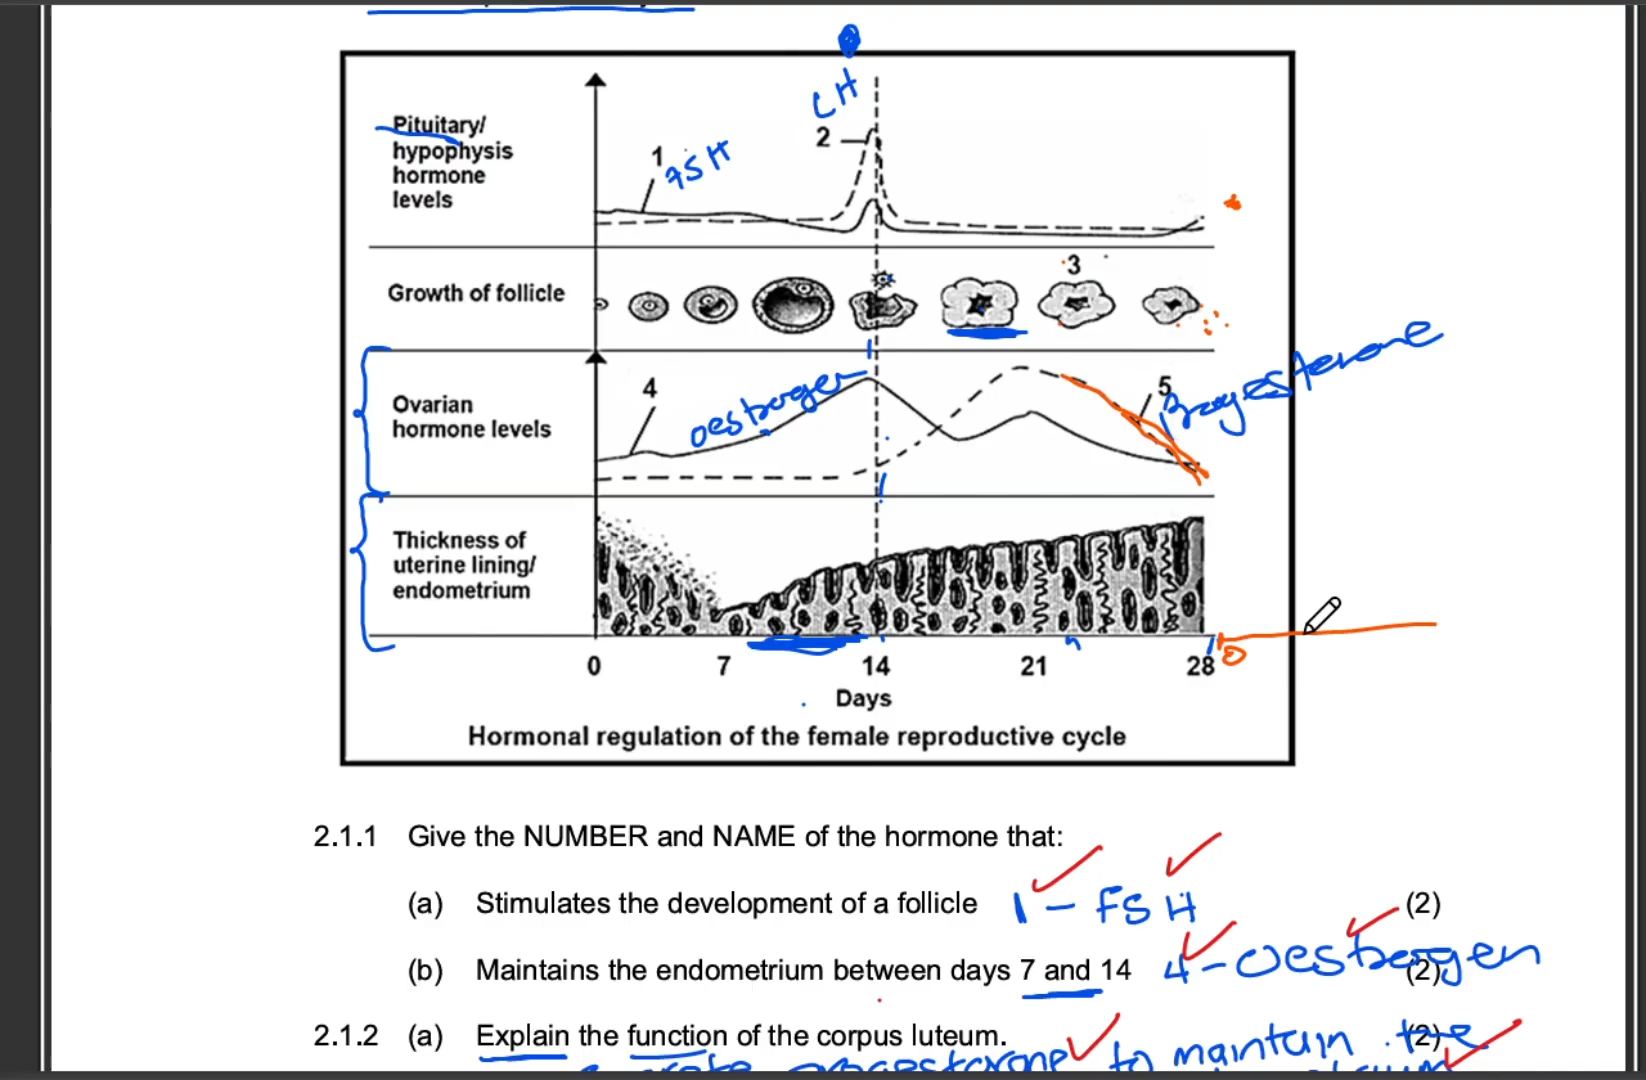 LH
Pituitary/
hypophysis
hormone
levels
1
FSH
2
Growth of follicle
3
Ovarian
hormone levels
4
oestrogen
5
Progesterone
Thickness of
uterine lining/
endometrium
0 7 14 21 28
0
Days
Hormonal regulation of the female reproductive cycle
2.1.1 Give the NUMBER and NAME of the hormone that:
(a) Stimulates the development of a follicle 1 - FSH (2)
(b) Maintains the endometrium between days 7 and 14 4 - Oestrogen (2)
2.1.2 (a) Explain the function of the corpus luteum. (2)
progesterone to maintain the